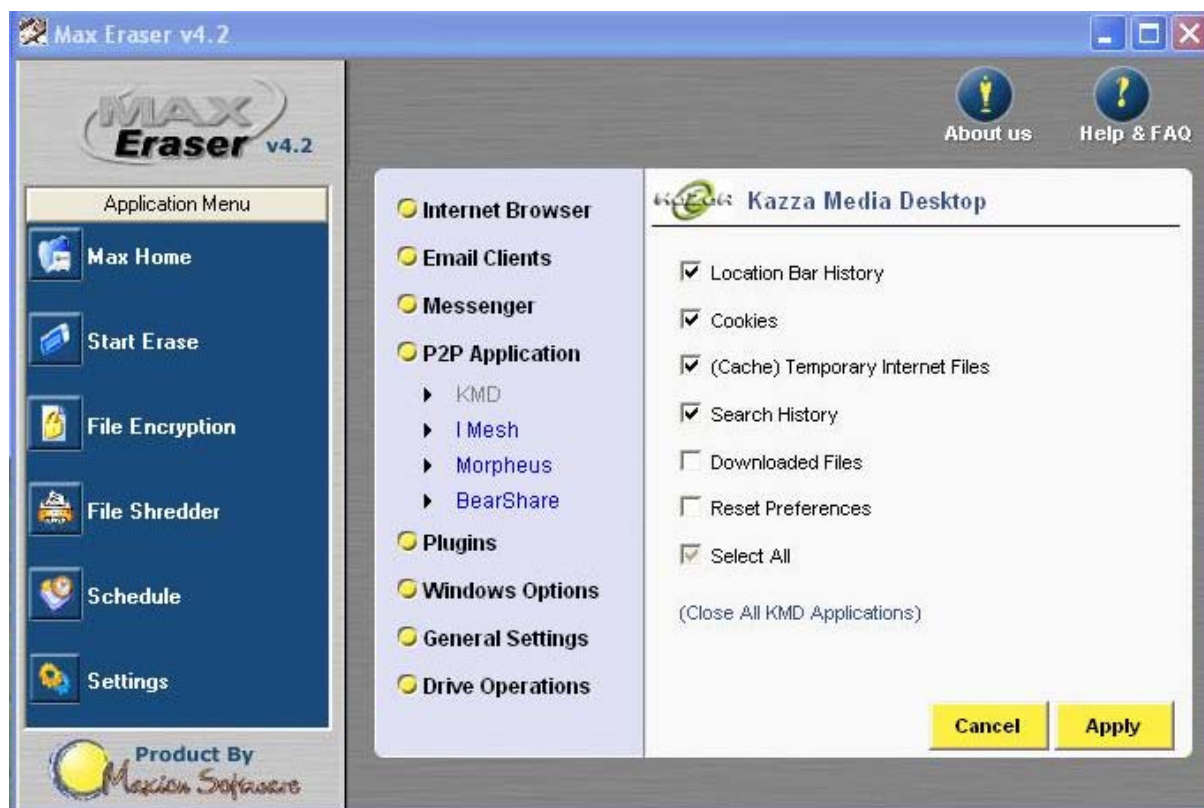 Max Eraser v4.2
MAX
Eraser v4.2
About us
Help & FAQ
Application Menu
Max Home
Start Erase
File Encryption
File Shredder
Schedule
Settings
Product By
Maxion Software
Internet Browser
Email Clients
Messenger
P2P Application
KMD
I Mesh
Morpheus
BearShare
Plugins
Windows Options
General Settings
Drive Operations
KaZaA Kazza Media Desktop
Location Bar History
Cookies
(Cache) Temporary Internet Files
Search History
Downloaded Files
Reset Preferences
Select All
(Close All KMD Applications)
Cancel
Apply